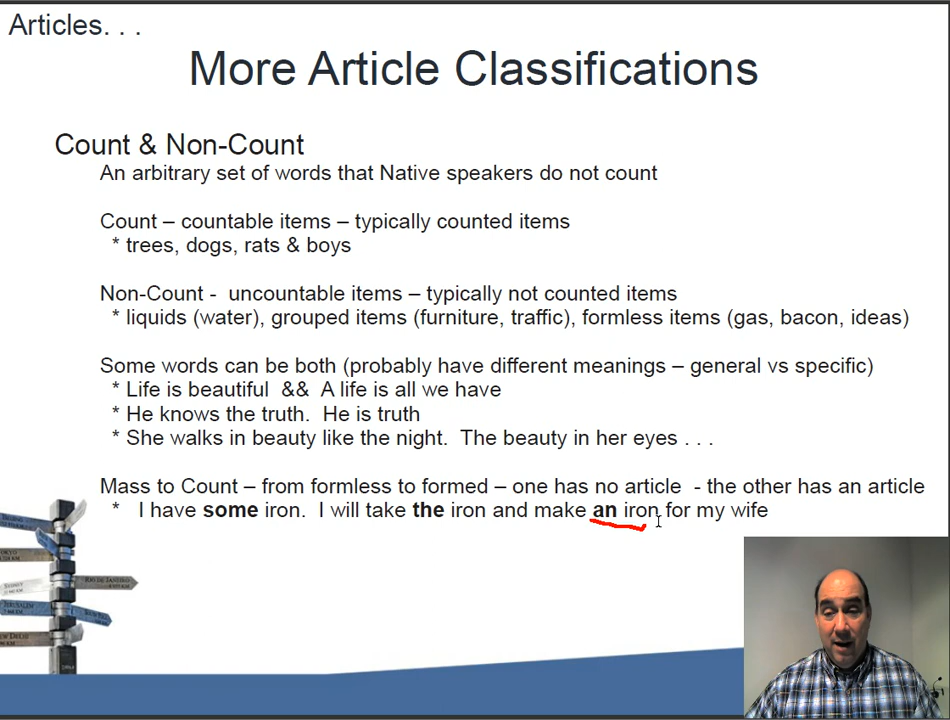 Articles. . .
More Article Classifications
Count & Non-Count
An arbitrary set of words that Native speakers do not count
Count – countable items – typically counted items
* trees, dogs, rats & boys
Non-Count -  uncountable items – typically not counted items
* liquids (water), grouped items (furniture, traffic), formless items (gas, bacon, ideas)
Some words can be both (probably have different meanings – general vs specific)
* Life is beautiful  &&  A life is all we have
* He knows the truth.  He is truth
* She walks in beauty like the night.  The beauty in her eyes . . .
Mass to Count – from formless to formed – one has no article  - the other has an article
*   I have some iron.  I will take the iron and make an iron for my wife
BEIJING
SYDNEY
RIO DE JANEIRO
JERUSALEM